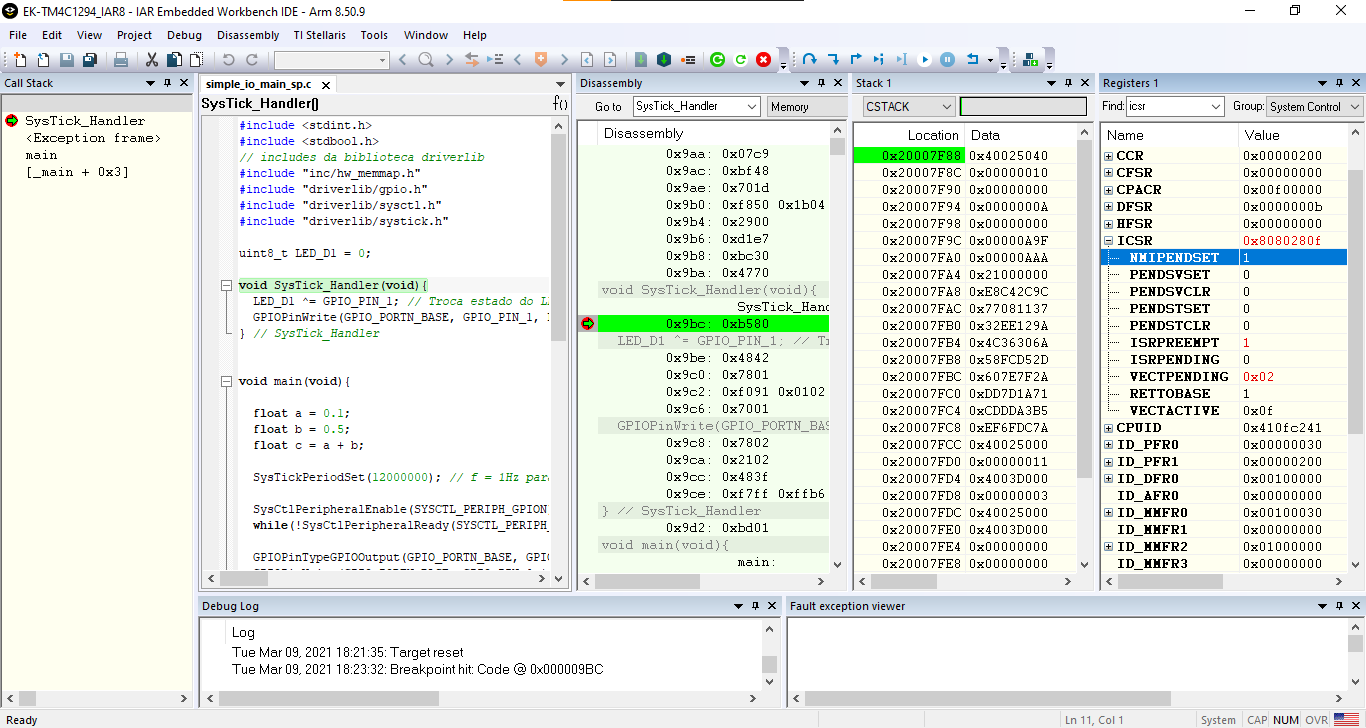 EK-TM4C1294_IAR8 - IAR Embedded Workbench IDE - Arm 8.50.9
File Edit View Project Debug Disassembly TI Stellaris Tools Window Help
Call Stack
SysTick_Handler
<Exception frame>
main
[_main + 0x3]
simple_io_main_sp.c
SysTick_Handler()
f()
#include <stdint.h>
#include <stdbool.h>
// includes da biblioteca driverlib
#include "inc/hw_memmap.h"
#include "driverlib/gpio.h"
#include "driverlib/sysctl.h"
#include "driverlib/systick.h"
uint8_t LED_D1 = 0;
void SysTick_Handler(void){
LED_D1 ^= GPIO_PIN_1; // Troca estado do L
GPIOPinWrite(GPIO_PORTN_BASE, GPIO_PIN_1,
} // SysTick_Handler
void main(void){
float a = 0.1;
float b = 0.5;
float c = a + b;
SysTickPeriodSet(12000000); // f = 1Hz par
SysCtlPeripheralEnable(SYSCTL_PERIPH_GPION
while(!SysCtlPeripheralReady(SYSCTL_PERIPH_
GPIOPinTypeGPIOOutput(GPIO_PORTN_BASE, GPI
Disassembly
Go to SysTick_Handler Memory
Disassembly
0x9aa: 0x07c9
0x9ac: 0xbf48
0x9ae: 0x701d
0x9b0: 0xf850 0x1b04
0x9b4: 0x2900
0x9b6: 0xd1e7
0x9b8: 0xbc30
0x9ba: 0x4770
void SysTick_Handler(void){
SysTick_Hand
0x9bc: 0xb580
LED_D1 ^= GPIO_PIN_1; // Tr
0x9be: 0x4842
0x9c0: 0x7801
0x9c2: 0xf091 0x0102
0x9c6: 0x7001
GPIOPinWrite(GPIO_PORTN_BAS
0x9c8: 0x7802
0x9ca: 0x2102
0x9cc: 0x483f
0x9ce: 0xf7ff 0xffb6
} // SysTick_Handler
0x9d2: 0xbd01
void main(void){
main:
Stack 1
CSTACK
Location Data
0x20007F88 0x40025040
0x20007F8C 0x00000010
0x20007F90 0x00000000
0x20007F94 0x0000000A
0x20007F98 0x00000000
0x20007F9C 0x00000A9F
0x20007FA0 0x00000AAA
0x20007FA4 0x21000000
0x20007FA8 0xE8C42C9C
0x20007FAC 0x77081137
0x20007FB0 0x32EE129A
0x20007FB4 0x4C36306A
0x20007FB8 0x58FCD52D
0x20007FBC 0x607E7F2A
0x20007FC0 0xDD7D1A71
0x20007FC4 0xCDDDA3B5
0x20007FC8 0xEF6FDC7A
0x20007FCC 0x40025000
0x20007FD0 0x00000011
0x20007FD4 0x4003D000
0x20007FD8 0x00000003
0x20007FDC 0x40025000
0x20007FE0 0x4003D000
0x20007FE4 0x00000000
0x20007FE8 0x00000000
Registers 1
Find: icsr Group: System Control
Name Value
CCR 0x00000200
CFSR 0x00000000
CPACR 0x00f00000
DFSR 0x0000000b
HFSR 0x00000000
ICSR 0x8080280f
NMIPENDSET 1
PENDSVSET 0
PENDSVCLR 0
PENDSTSET 0
PENDSTCLR 0
ISRPREEMPT 1
ISRPENDING 0
VECTPENDING 0x02
RETTOBASE 1
VECTACTIVE 0x0f
CPUID 0x410fc241
ID_PFR0 0x00000030
ID_PFR1 0x00000200
ID_DFR0 0x00100000
ID_AFR0 0x00000000
ID_MMFR0 0x00100030
ID_MMFR1 0x00000000
ID_MMFR2 0x01000000
ID_MMFR3 0x00000000
Debug Log
Log
Tue Mar 09, 2021 18:21:35: Target reset
Tue Mar 09, 2021 18:23:32: Breakpoint hit: Code @ 0x000009BC
Fault exception viewer
Ready
Ln 11, Col 1
System
CAP NUM OVR